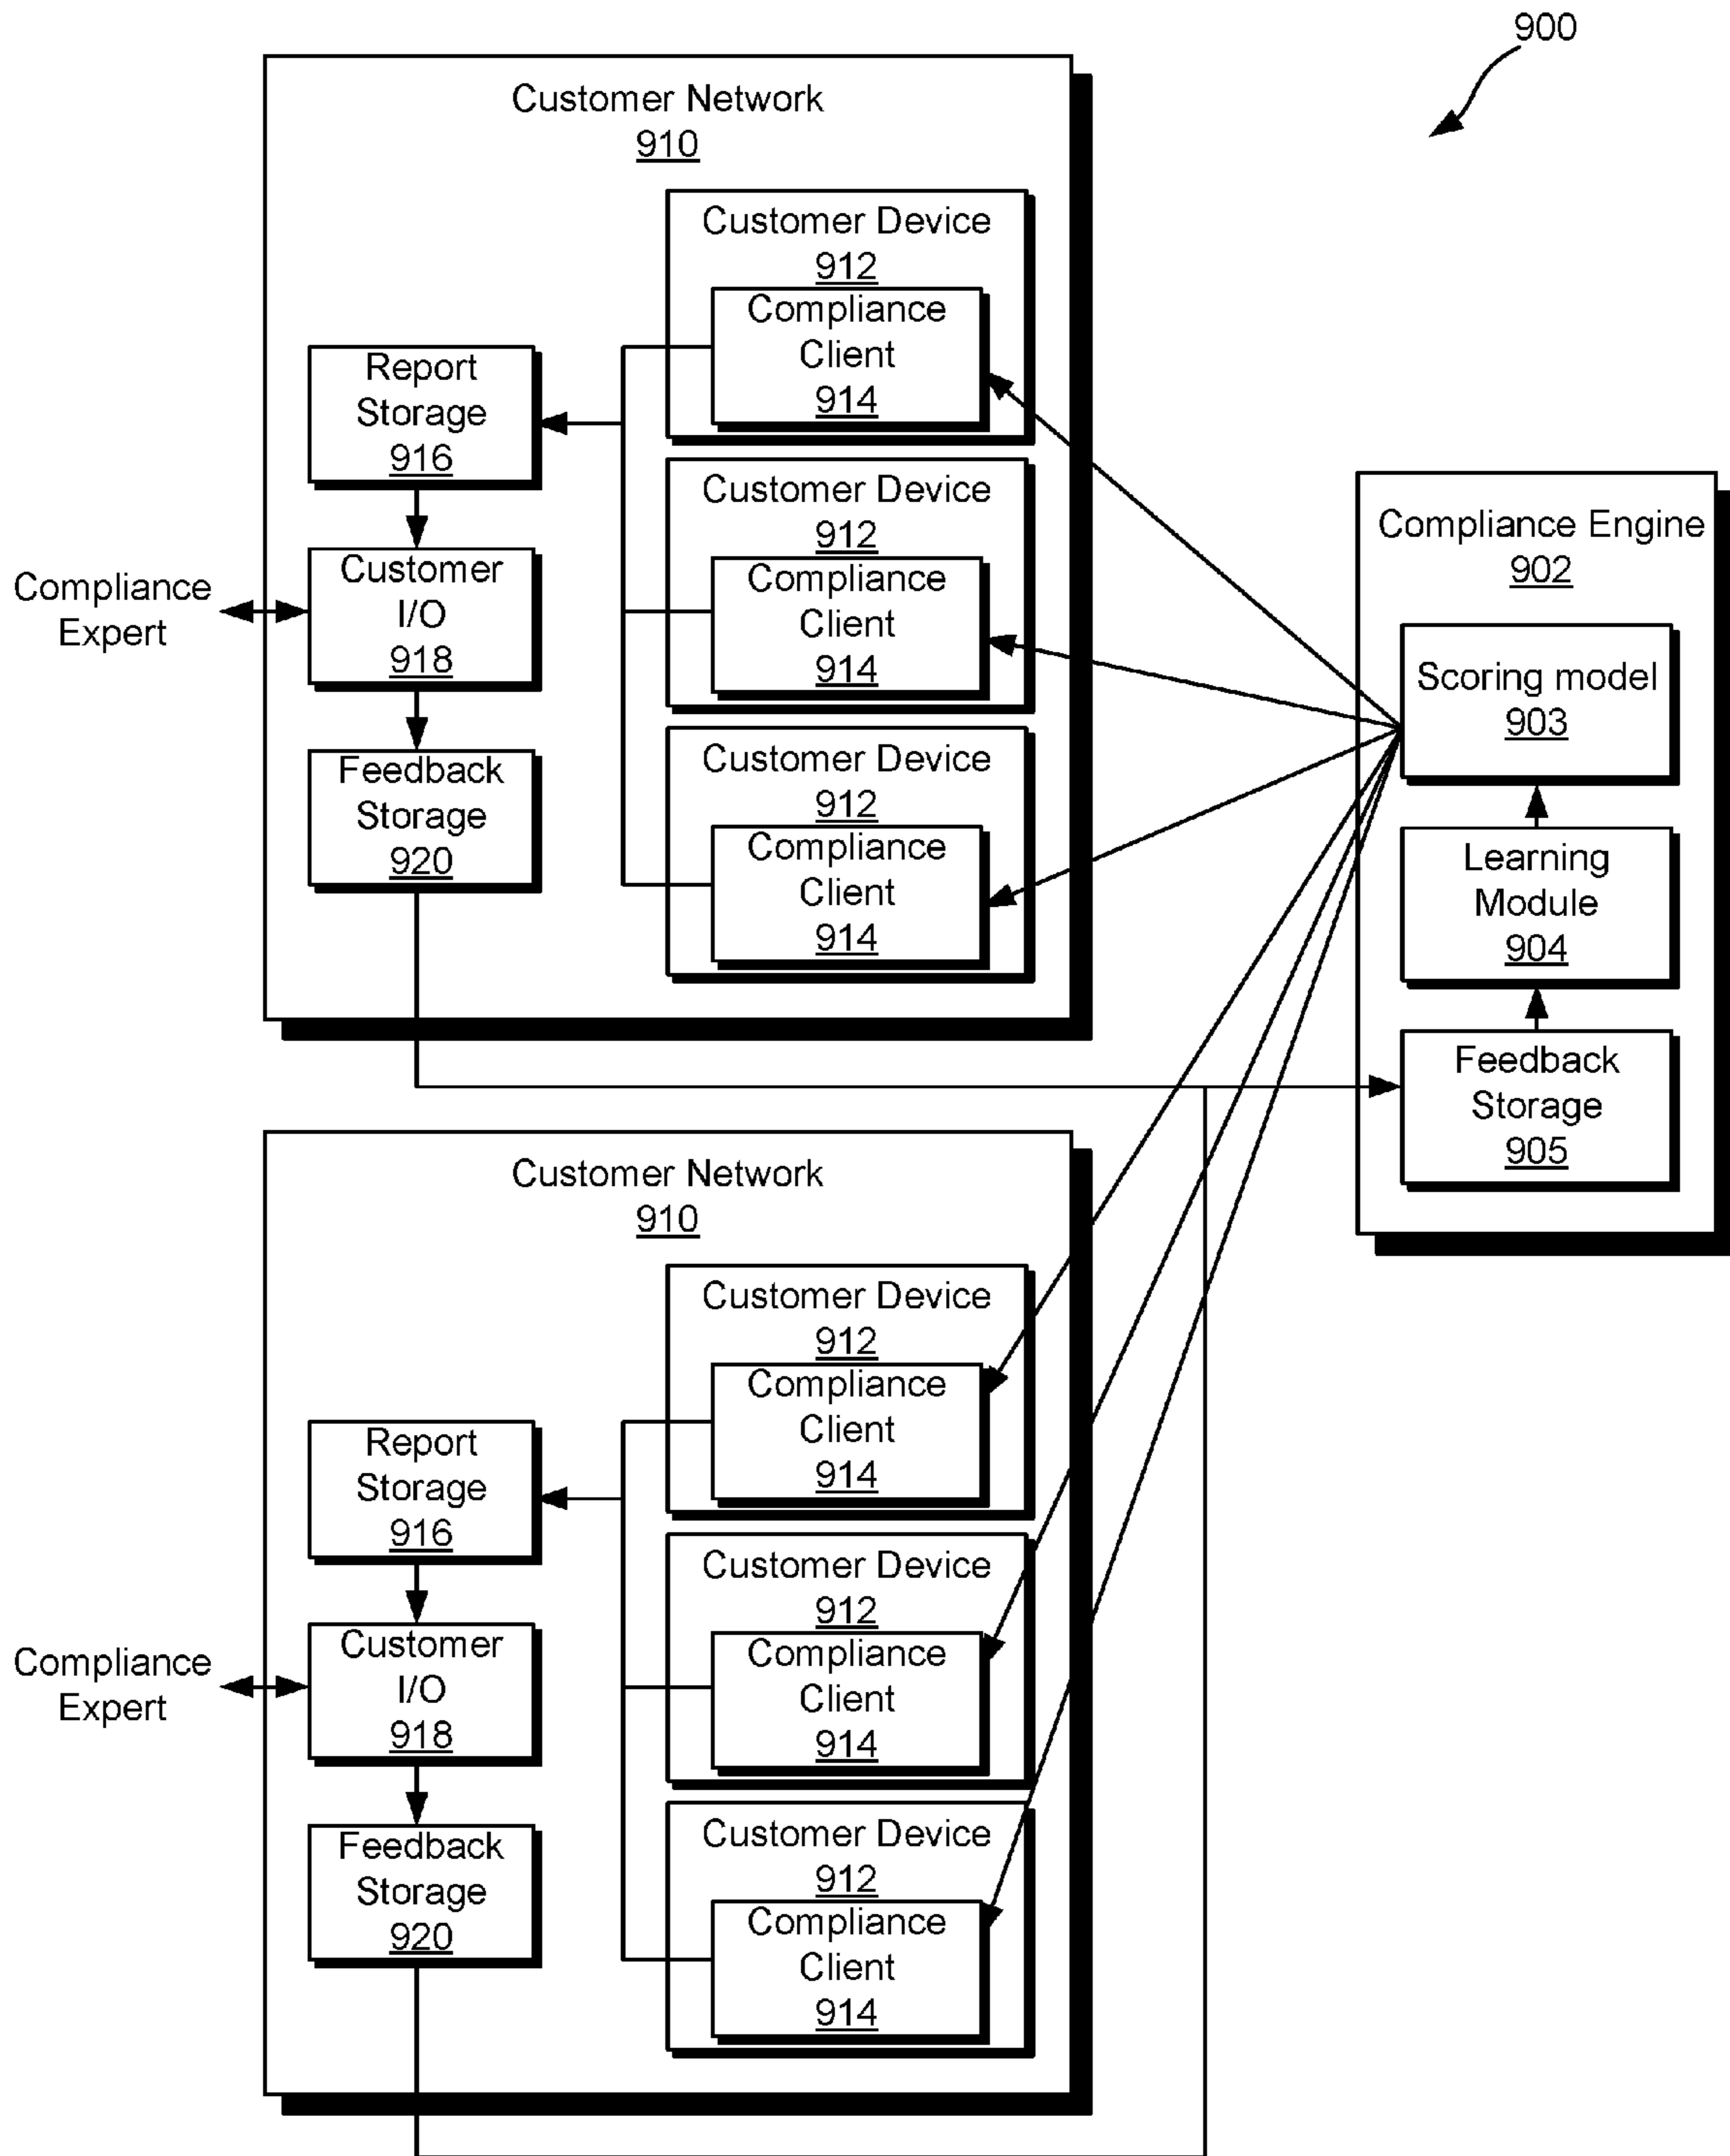 900
Customer Network
910
Customer Device
912
Compliance
Client
914
Report
Storage
916
Customer Device
912
Compliance
Client
914
Customer
I/O
918
Compliance
Expert
Customer Device
912
Compliance
Client
914
Feedback
Storage
920
Compliance Engine
902
Scoring model
903
Learning
Module
904
Feedback
Storage
905
Customer Network
910
Customer Device
912
Compliance
Client
914
Report
Storage
916
Customer Device
912
Compliance
Client
914
Customer
I/O
918
Compliance
Expert
Customer Device
912
Compliance
Client
914
Feedback
Storage
920